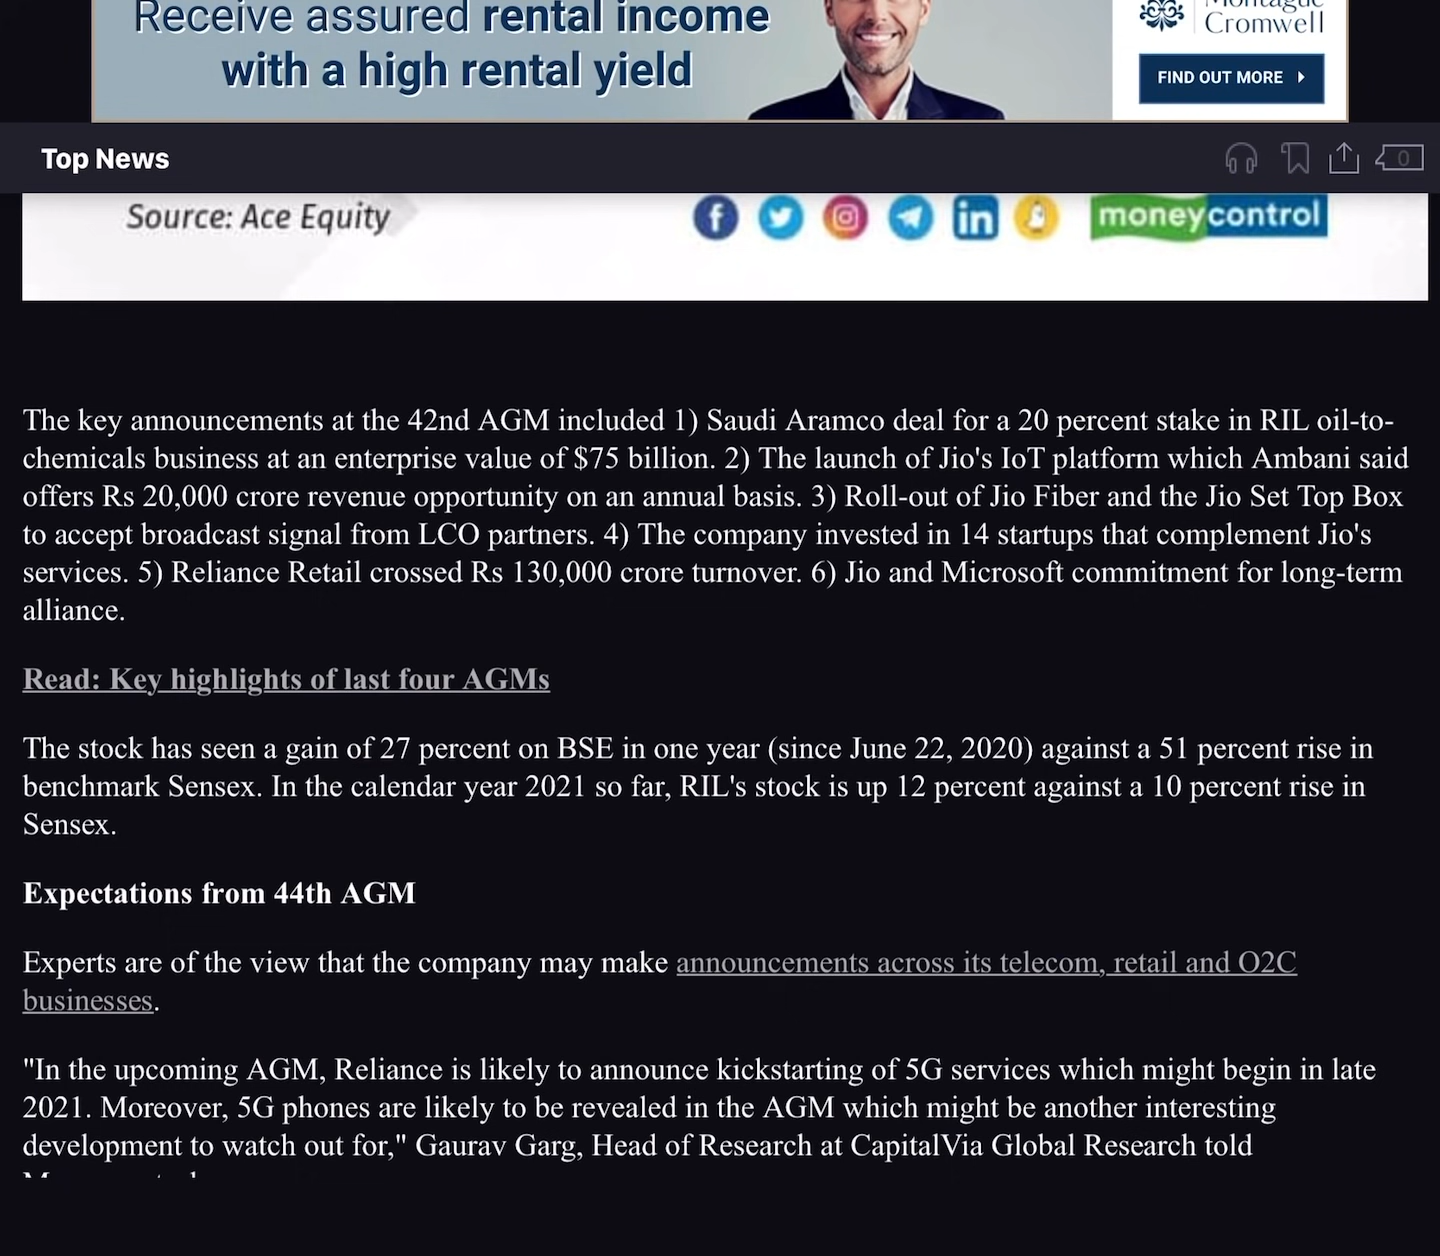 Receive assured rental income
with a high rental yield
Montague
Cromwell
FIND OUT MORE
Top News
0
Source: Ace Equity
moneycontrol
The key announcements at the 42nd AGM included 1) Saudi Aramco deal for a 20 percent stake in RIL oil-to-
chemicals business at an enterprise value of $75 billion. 2) The launch of Jio's IoT platform which Ambani said
offers Rs 20,000 crore revenue opportunity on an annual basis. 3) Roll-out of Jio Fiber and the Jio Set Top Box
to accept broadcast signal from LCO partners. 4) The company invested in 14 startups that complement Jio's
services. 5) Reliance Retail crossed Rs 130,000 crore turnover. 6) Jio and Microsoft commitment for long-term
alliance.
Read: Key highlights of last four AGMs
The stock has seen a gain of 27 percent on BSE in one year (since June 22, 2020) against a 51 percent rise in
benchmark Sensex. In the calendar year 2021 so far, RIL's stock is up 12 percent against a 10 percent rise in
Sensex.
Expectations from 44th AGM
Experts are of the view that the company may make announcements across its telecom, retail and O2C
businesses.
"In the upcoming AGM, Reliance is likely to announce kickstarting of 5G services which might begin in late
2021. Moreover, 5G phones are likely to be revealed in the AGM which might be another interesting
development to watch out for," Gaurav Garg, Head of Research at CapitalVia Global Research told